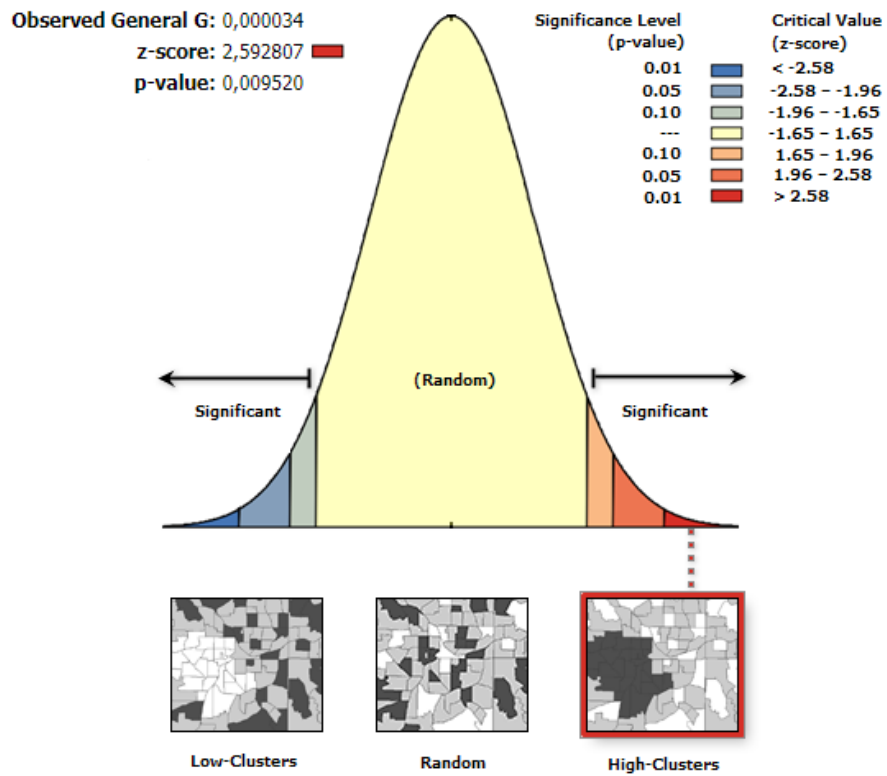 Observed General G: 0,000034
z-score: 2,592807
p-value: 0,009520
Significance Level
(p-value)
Critical Value
(z-score)
0.01 < -2.58
0.05 -2.58 – -1.96
0.10 -1.96 – -1.65
--- -1.65 – 1.65
0.10 1.65 – 1.96
0.05 1.96 – 2.58
0.01 > 2.58
(Random)
Significant
Significant
Low-Clusters
Random
High-Clusters